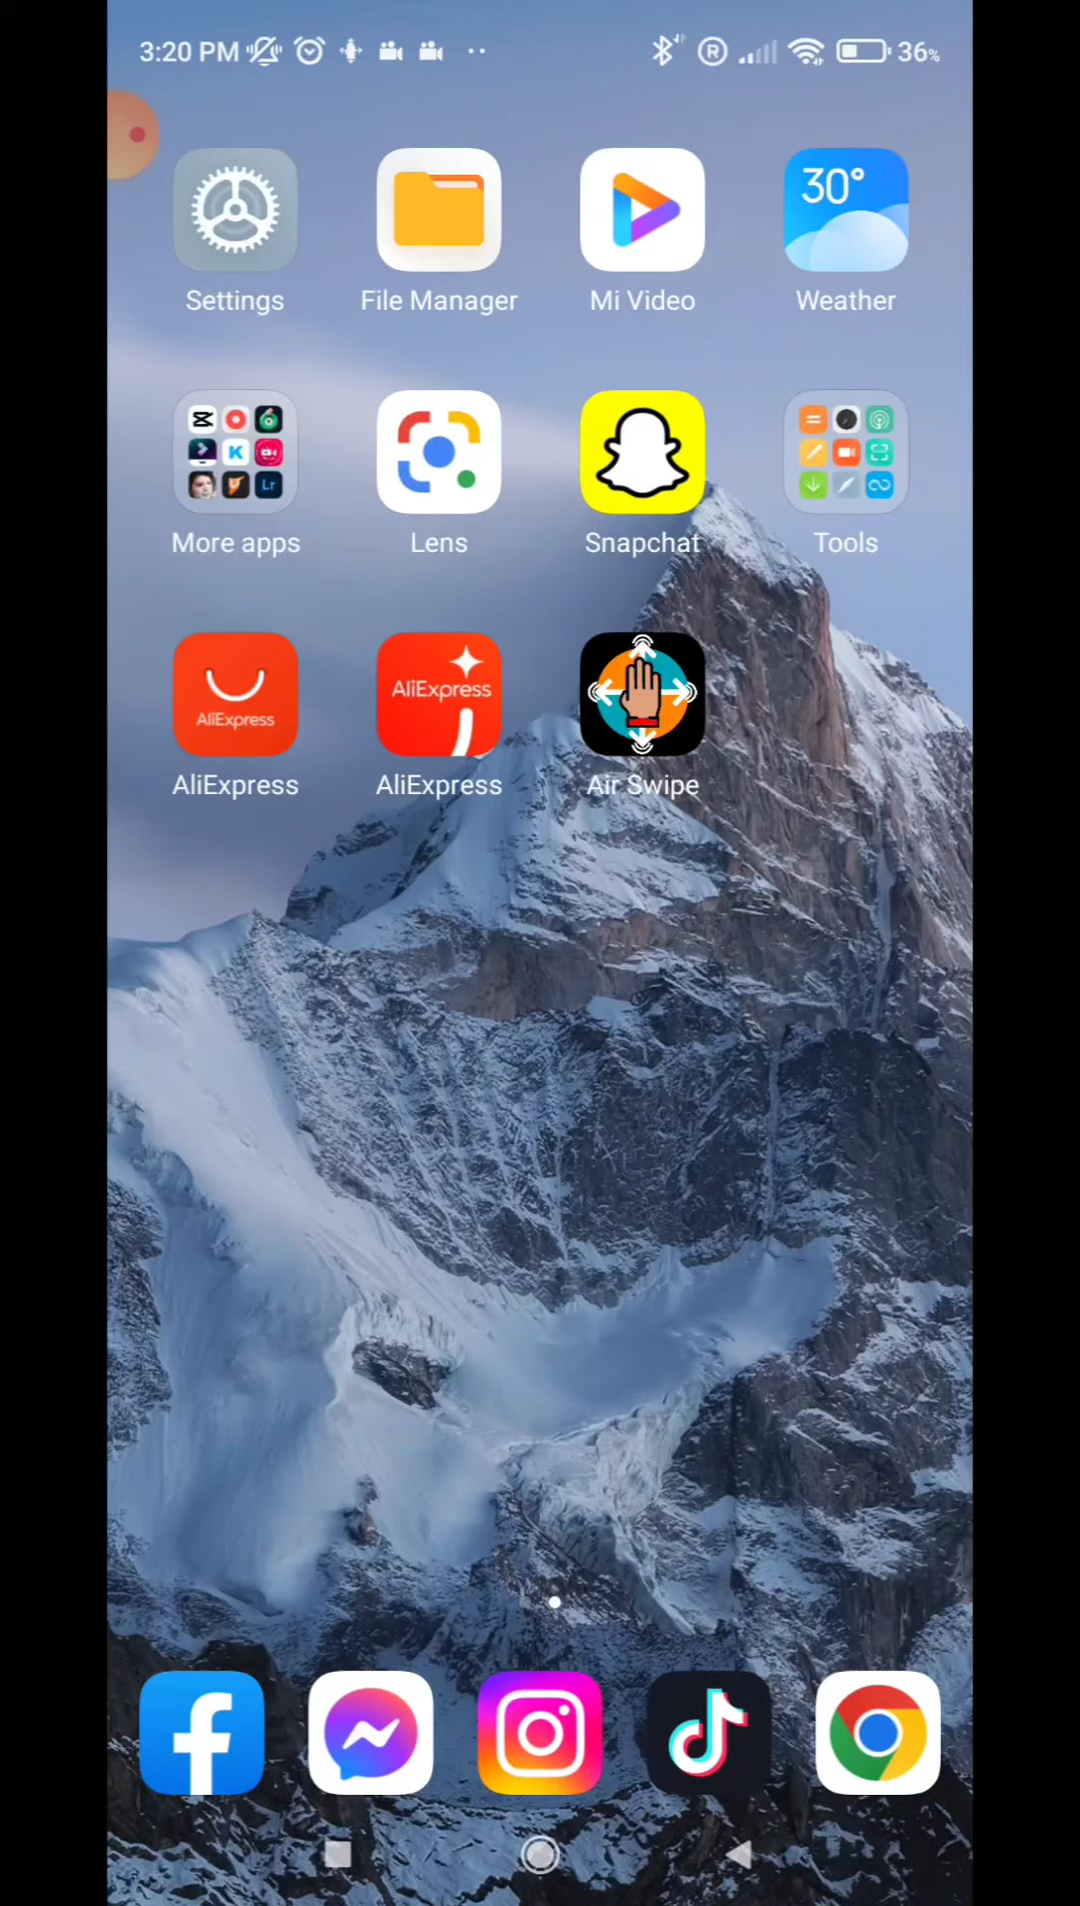 3:20 PM R 36%
30°
Settings File Manager Mi Video Weather
K
Lr
More apps Lens Snapchat Tools
AliExpress AliExpress
AliExpress AliExpress Air Swipe